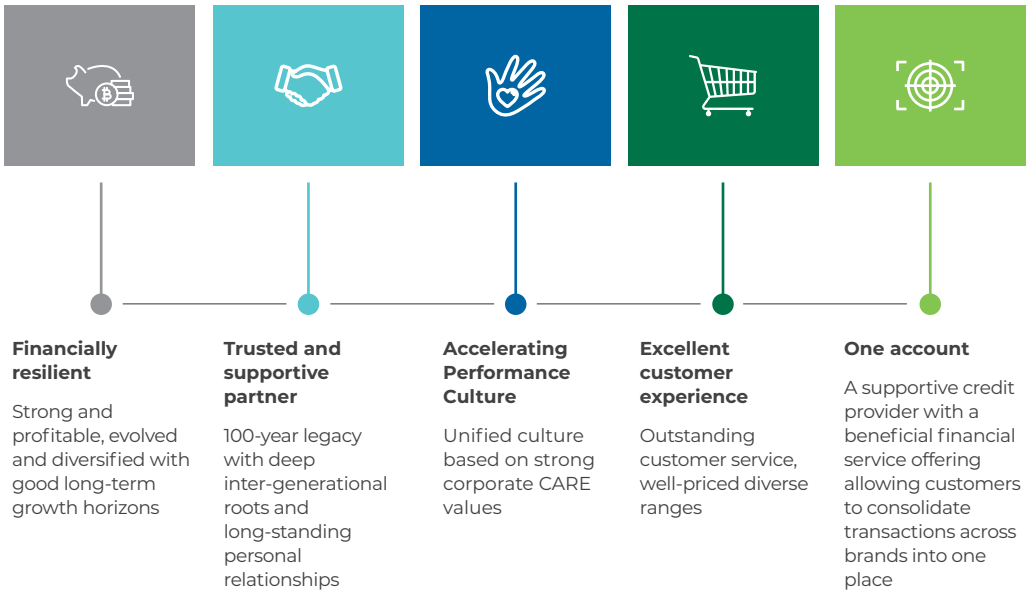 Financially
resilient
Strong and
profitable, evolved
and diversified with
good long-term
growth horizons
Trusted and
supportive
partner
100-year legacy
with deep
inter-generational
roots and
long-standing
personal
relationships
Accelerating
Performance
Culture
Unified culture
based on strong
corporate CARE
values
Excellent
customer
experience
Outstanding
customer service,
well-priced diverse
ranges
One account
A supportive credit
provider with a
beneficial financial
service offering
allowing customers
to consolidate
transactions across
brands into one
place